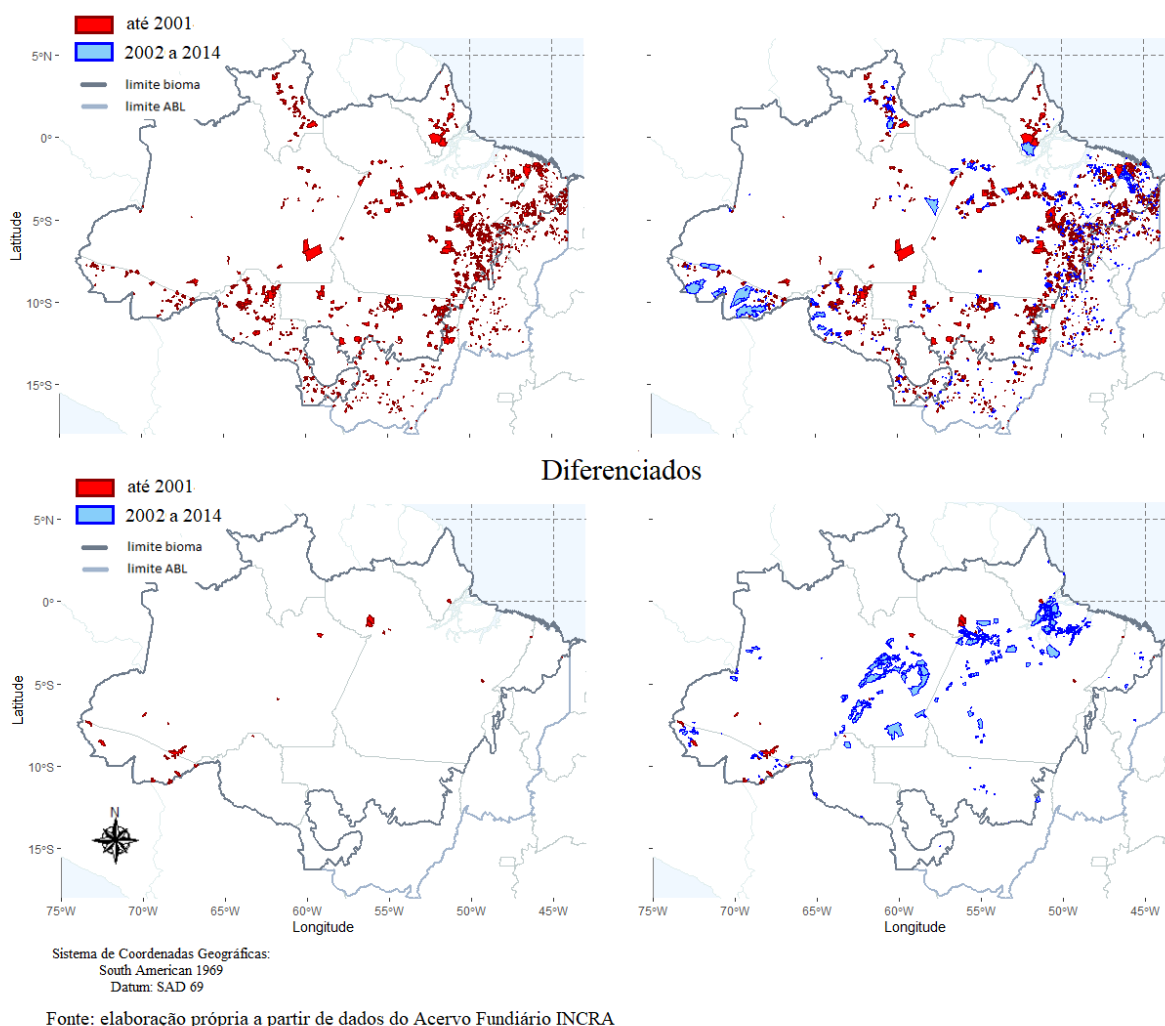 até 2001
2002 a 2014
limite bioma
limite ABL
5°N
0°
5°S
10°S
15°S
Latitude
Diferenciados
até 2001
2002 a 2014
limite bioma
limite ABL
5°N
0°
5°S
10°S
15°S
Latitude
N
75°W 70°W 65°W 60°W 55°W 50°W 45°W
75°W 70°W 65°W 60°W 55°W 50°W 45°W
Longitude
Longitude
Sistema de Coordenadas Geográficas:
South American 1969
Datum: SAD 69
Fonte: elaboração própria a partir de dados do Acervo Fundiário INCRA